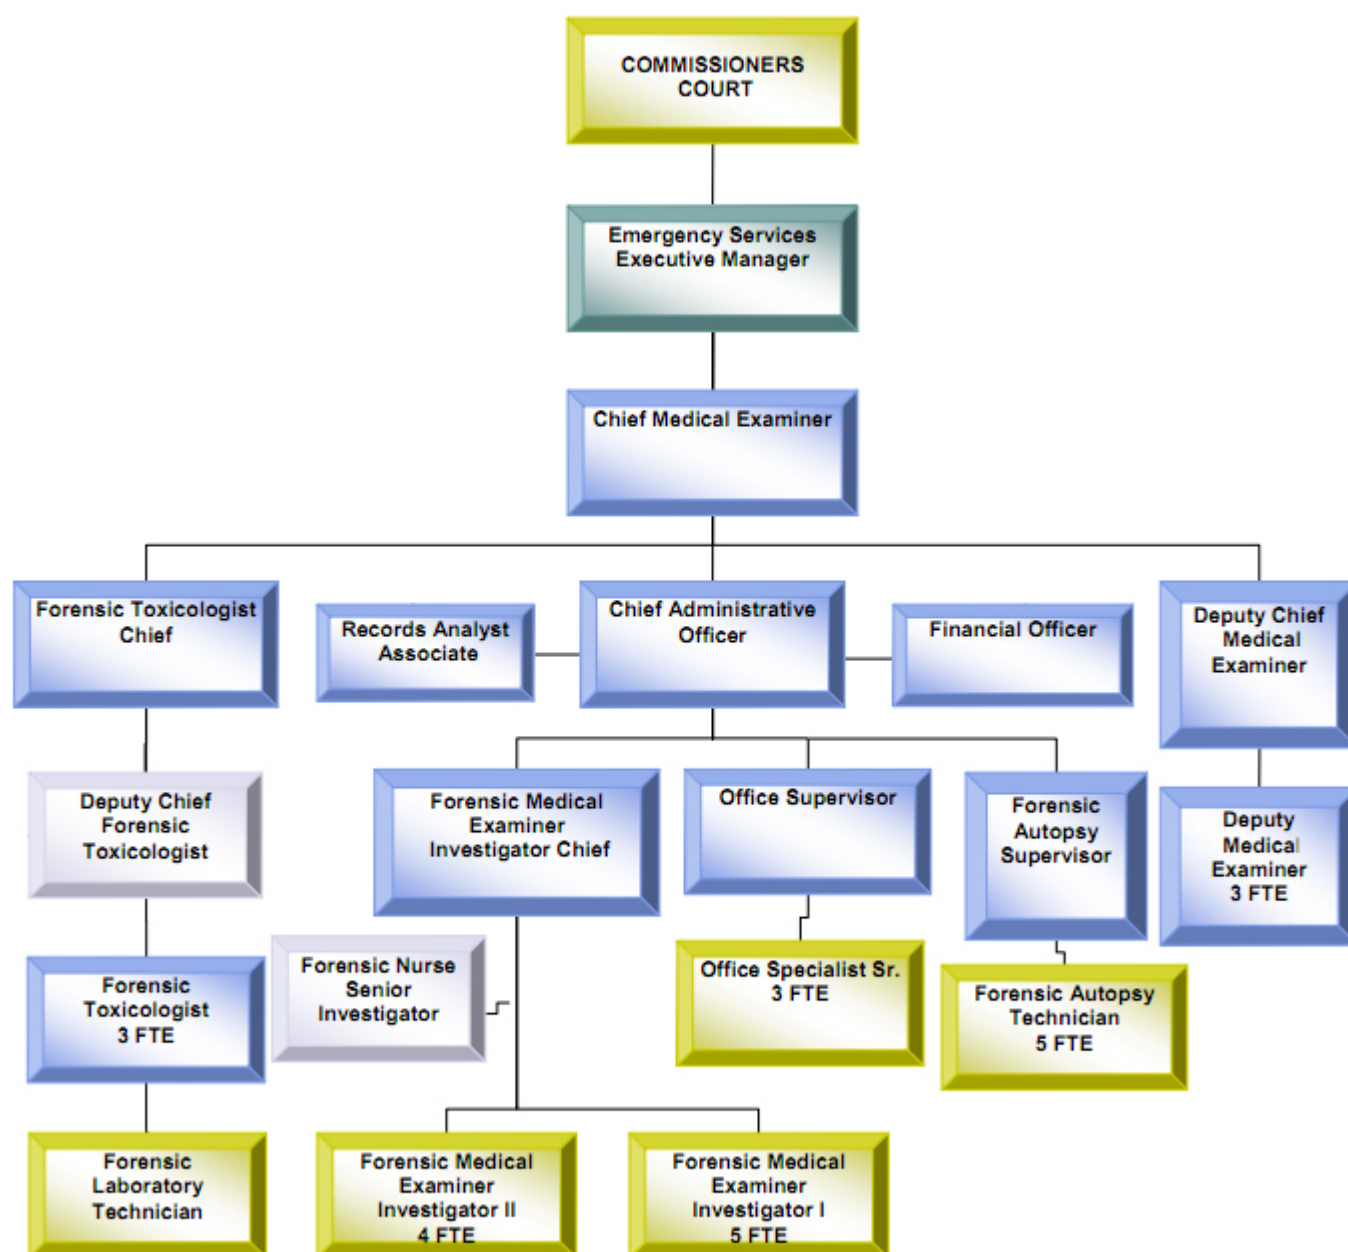 COMMISSIONERS
COURT
Emergency Services
Executive Manager
Chief Medical Examiner
Forensic Toxicologist
Chief
Records Analyst
Associate
Chief Administrative
Officer
Financial Officer
Deputy Chief
Medical
Examiner
Deputy Chief
Forensic
Toxicologist
Forensic Medical
Examiner
Investigator Chief
Office Supervisor
Forensic
Autopsy
Supervisor
Deputy
Medical
Examiner
3 FTE
Forensic
Toxicologist
3 FTE
Forensic Nurse
Senior
Investigator
Office Specialist Sr.
3 FTE
Forensic Autopsy
Technician
5 FTE
Forensic
Laboratory
Technician
Forensic Medical
Examiner
Investigator II
4 FTE
Forensic Medical
Examiner
Investigator I
5 FTE